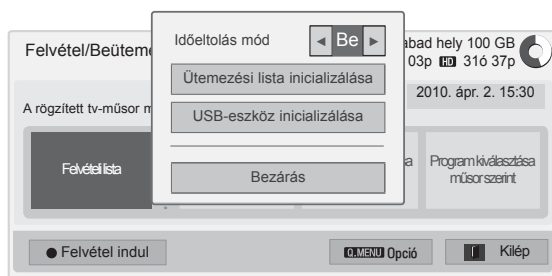 Felvétel/Beüteme
abad hely 100 GB
03p HD 31ó 37p
2010. ápr. 2. 15:30
A rögzített tv-műsor m
Időeltolás mód ◄ Be ►
Ütemezési lista inicializálása
USB-eszköz inicializálása
Bezárás
Felvételi lista
a
Program kiválasztása
műsor szerint
● Felvétel indul
Q.MENU Opció
Kilép